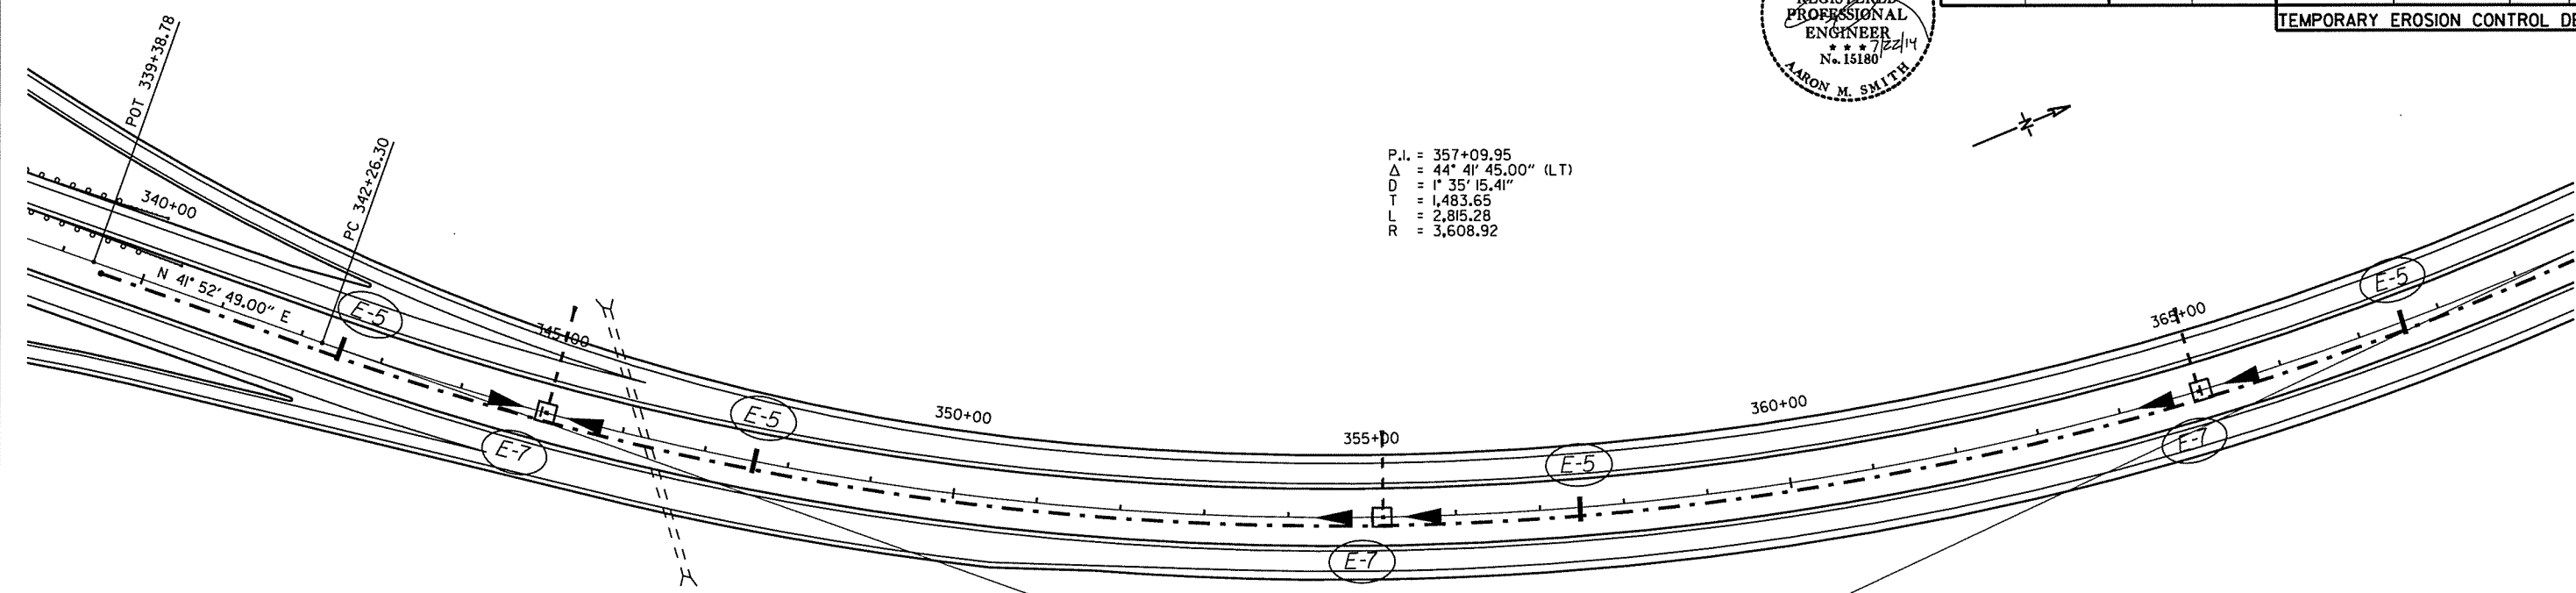 REGISTERED
PROFESSIONAL
ENGINEER
★ ★ ★
7/22/14
No. 15180
AARON M. SMITH
TEMPORARY EROSION CONTROL DE
N
POT 339+38.78
PC 342+26.30
P.I. = 357+09.95
Δ = 44° 41' 45.00" (LT)
D = 1° 35' 15.41"
T = 1,483.65
L = 2,815.28
R = 3,608.92
340+00
N 41° 52' 49.00" E
E-5
345+00
E-7
E-5
350+00
355+00
E-7
E-5
360+00
365+00
E-7
E-5